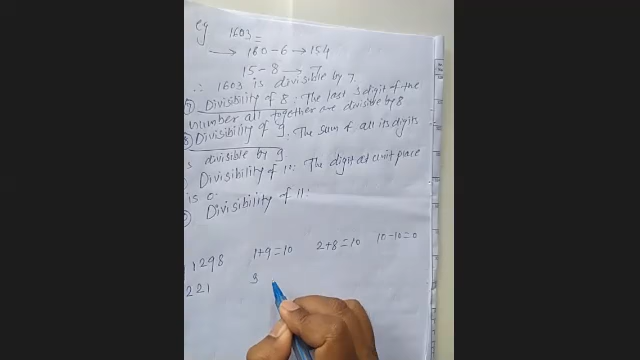 eg 1603 =
→ 160-6 → 154
15-8 → 7
∴ 1603 is divisible by 7.
⑦ Divisibility of 8: The last 3 digit of the
number all together are divisible by 8
⑧ Divisibility of 9: The sum of all its digits
is divisible by 9
Divisibility of 10: The digit at unit place
is 0.
Divisibility of 11:
1298 1+9=10 2+8=10 10-10=0
221 3